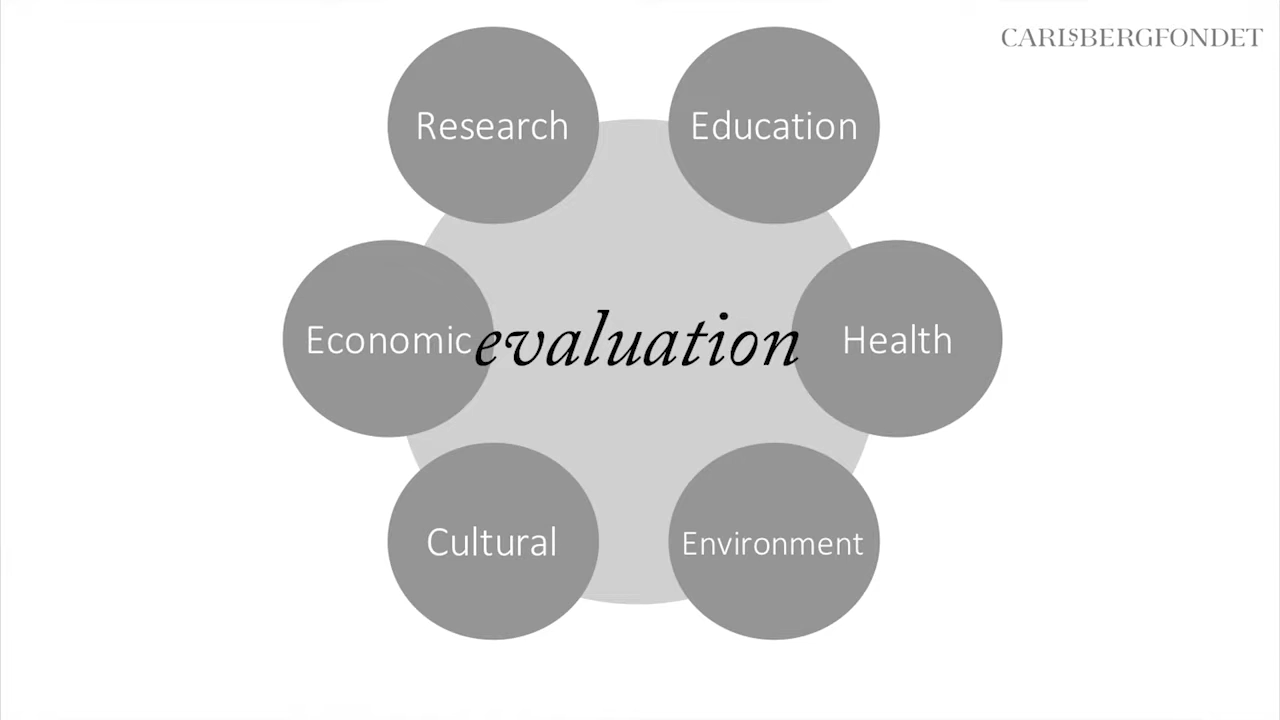 CARLSBERGFONDET
Research
Education
Economic
evaluation
Health
Cultural
Environment